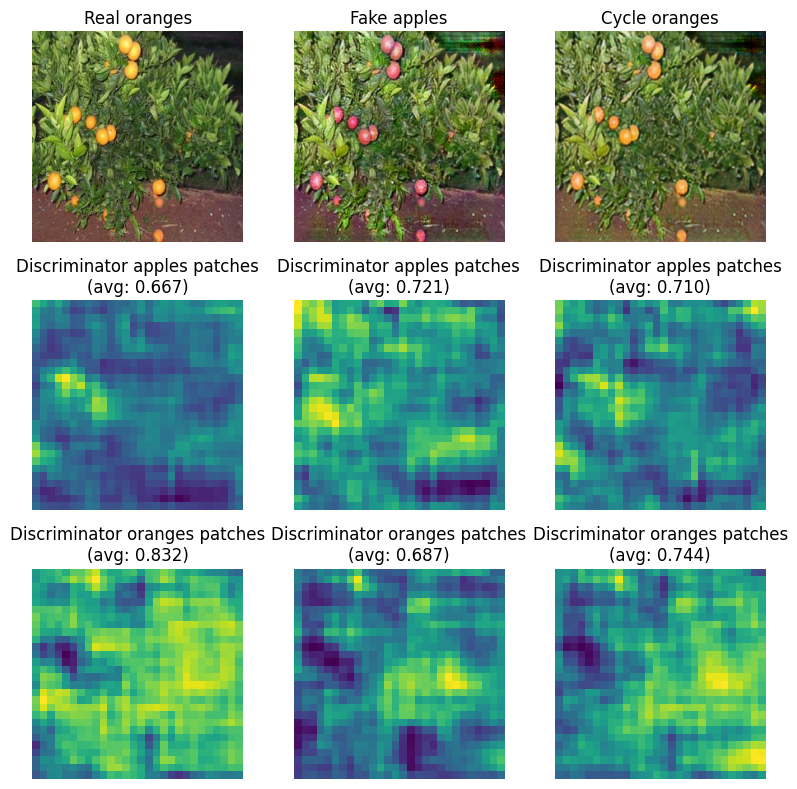 Real oranges
Fake apples
Cycle oranges
Discriminator apples patches
(avg: 0.667)
Discriminator apples patches
(avg: 0.721)
Discriminator apples patches
(avg: 0.710)
Discriminator oranges patches
(avg: 0.832)
Discriminator oranges patches
(avg: 0.687)
Discriminator oranges patches
(avg: 0.744)